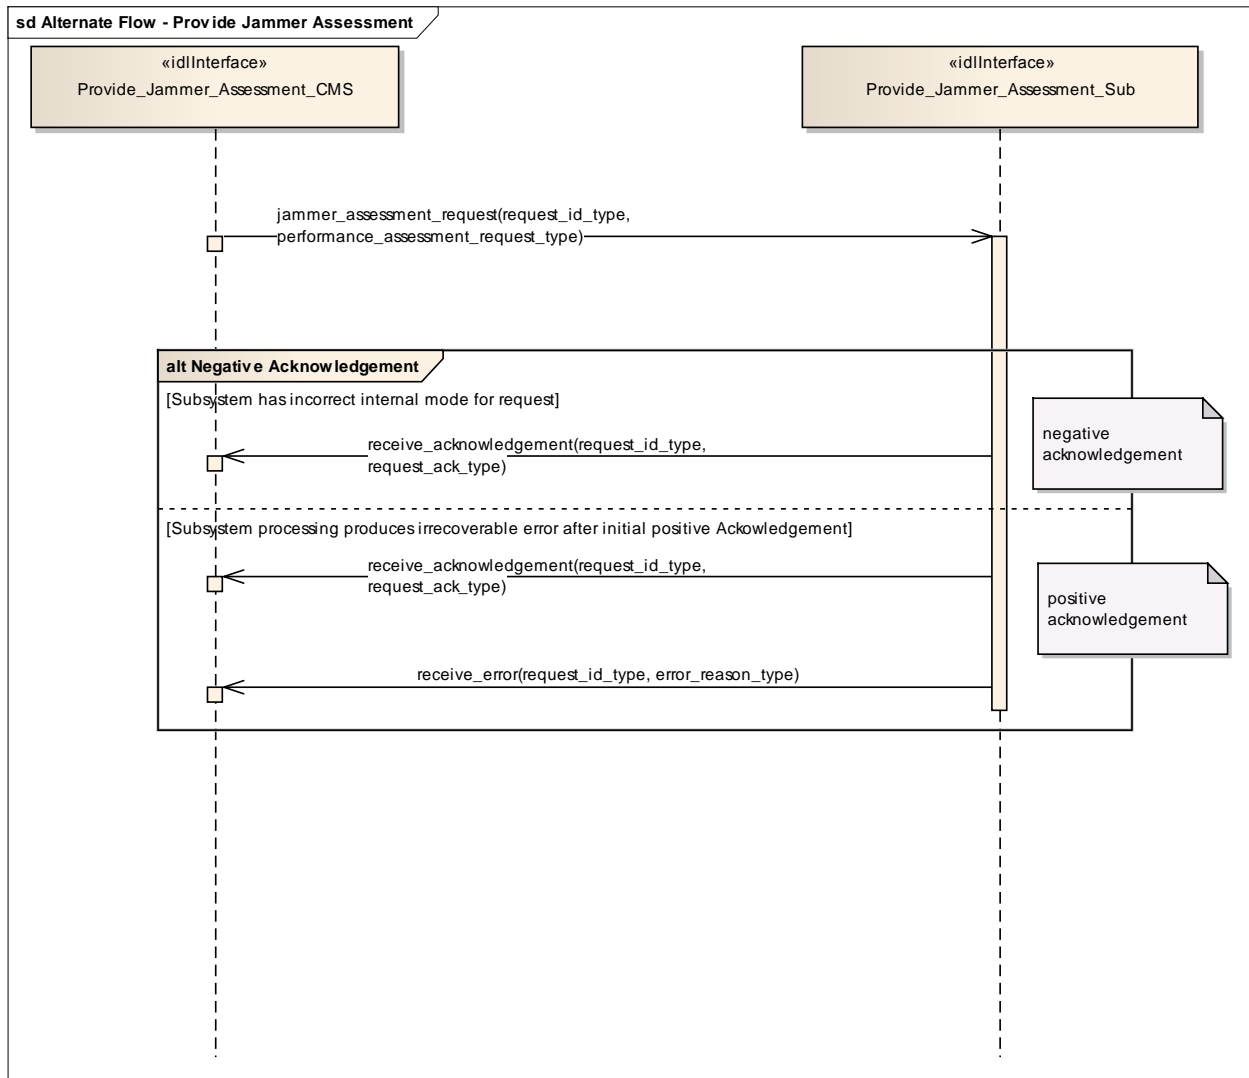 sd Alternate Flow - Provide Jammer Assessment
«idlInterface»
Provide_Jammer_Assessment_CMS
«idlInterface»
Provide_Jammer_Assessment_Sub
jammer_assessment_request(request_id_type,
performance_assessment_request_type)
alt Negative Acknowledgement
[Subsystem has incorrect internal mode for request]
receive_acknowledgement(request_id_type,
request_ack_type)
negative
acknowledgement
[Subsystem processing produces irrecoverable error after initial positive Ackowledgement]
receive_acknowledgement(request_id_type,
request_ack_type)
positive
acknowledgement
receive_error(request_id_type, error_reason_type)